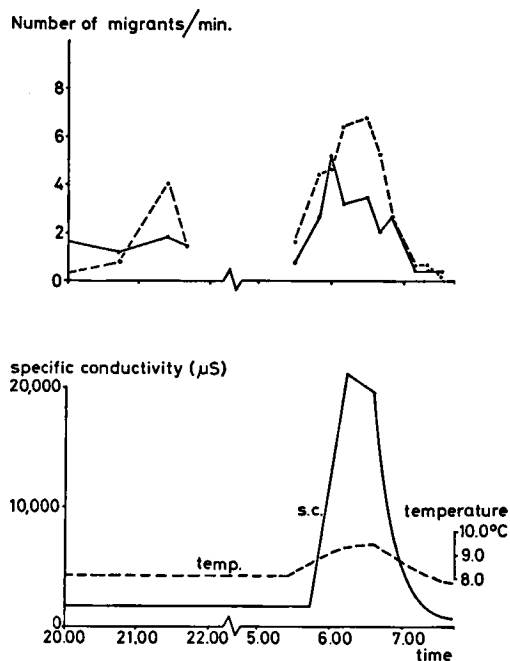 Number of migrants/min.
8
6
4
2
0
specific conductivity (µS)
20,000
10,000
0
s.c.
temp.
temperature
10.0°C
9.0
8.0
20.00 21.00 22.00 5.00 6.00 7.00
time